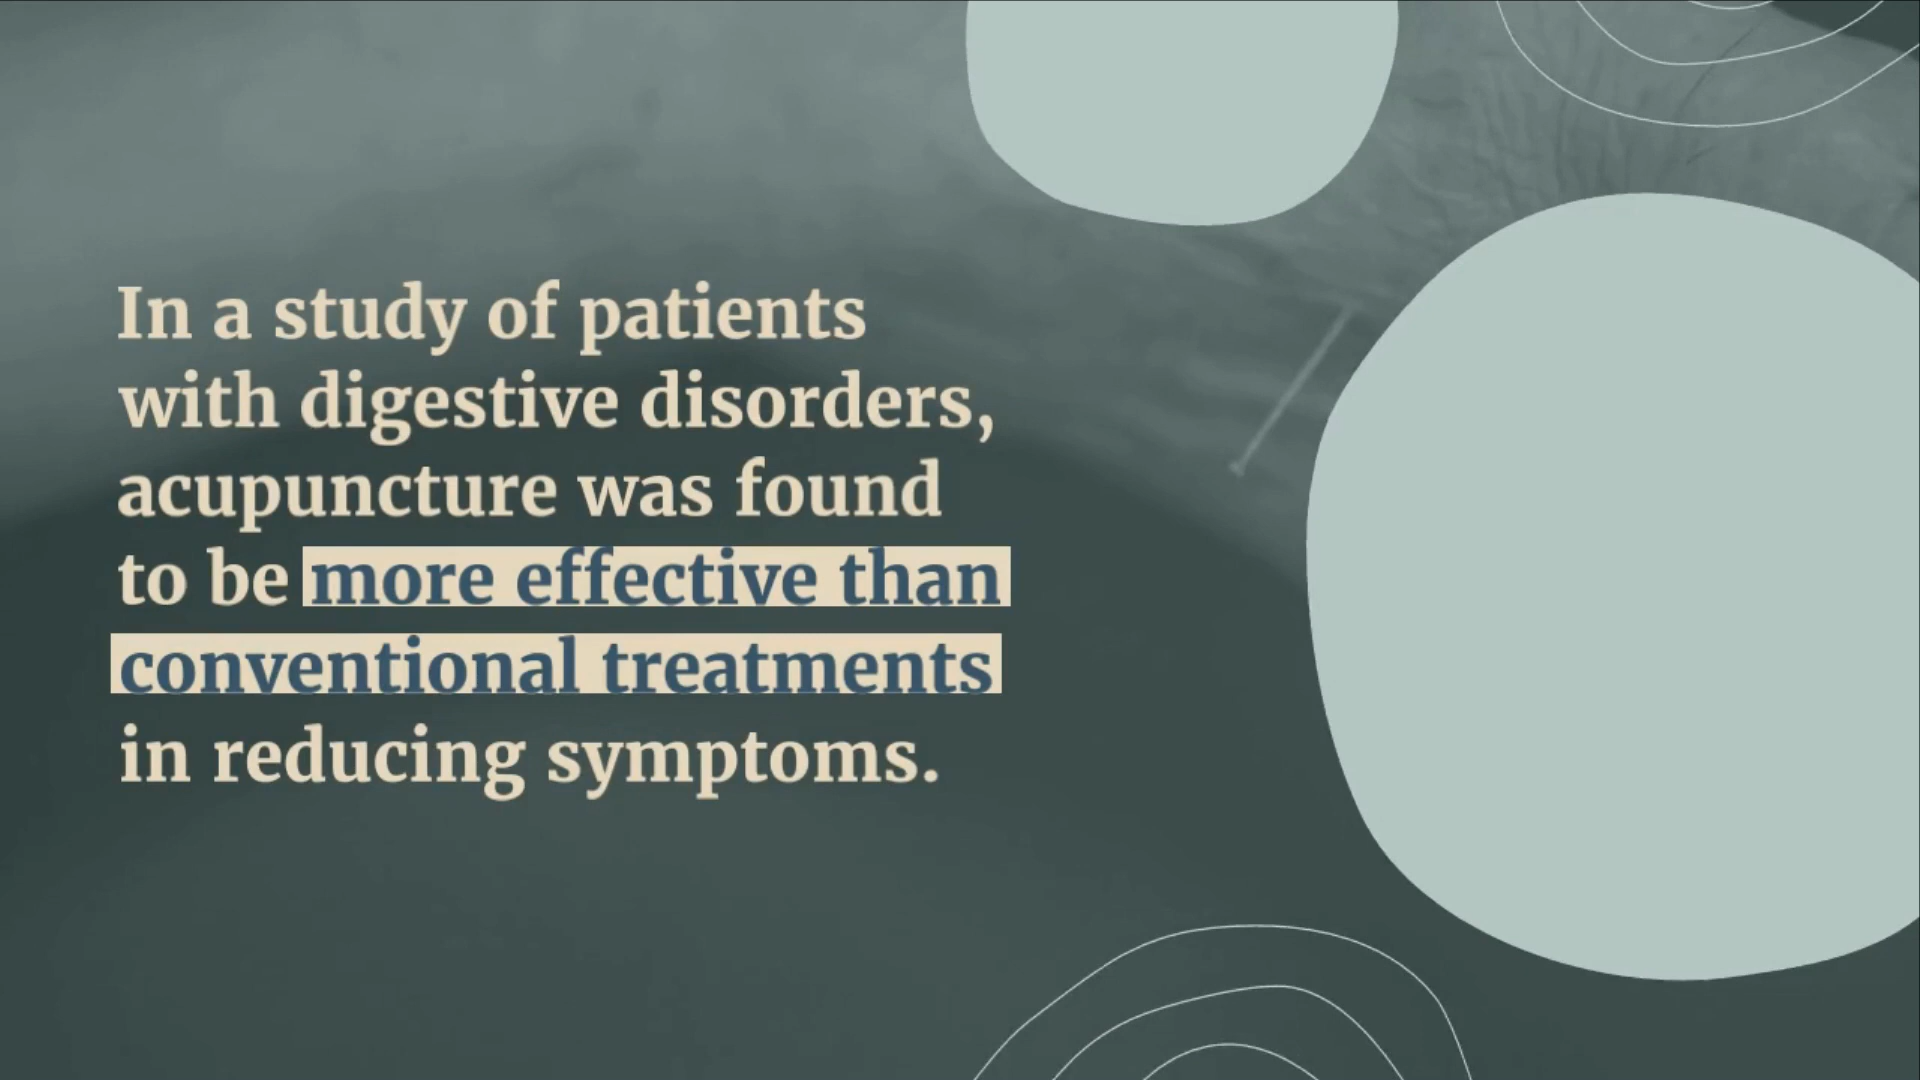 In a study of patients
with digestive disorders,
acupuncture was found
to be more effective than
conventional treatments
in reducing symptoms.